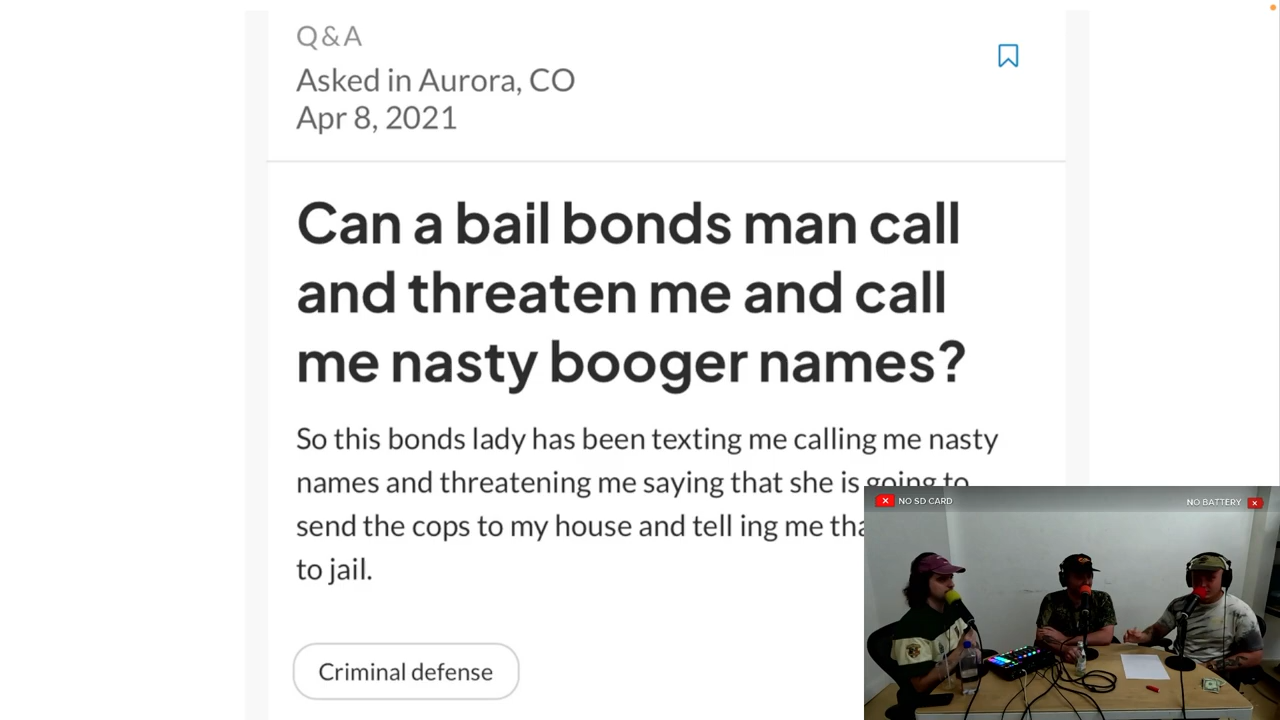 Q&A
Asked in Aurora, CO
Apr 8, 2021
Can a bail bonds man call
and threaten me and call
me nasty booger names?
So this bonds lady has been texting me calling me nasty
names and threatening me saying that she is going to
send the cops to my house and tell ing me
to jail.
Criminal defense
NO SD CARD
NO BATTERY